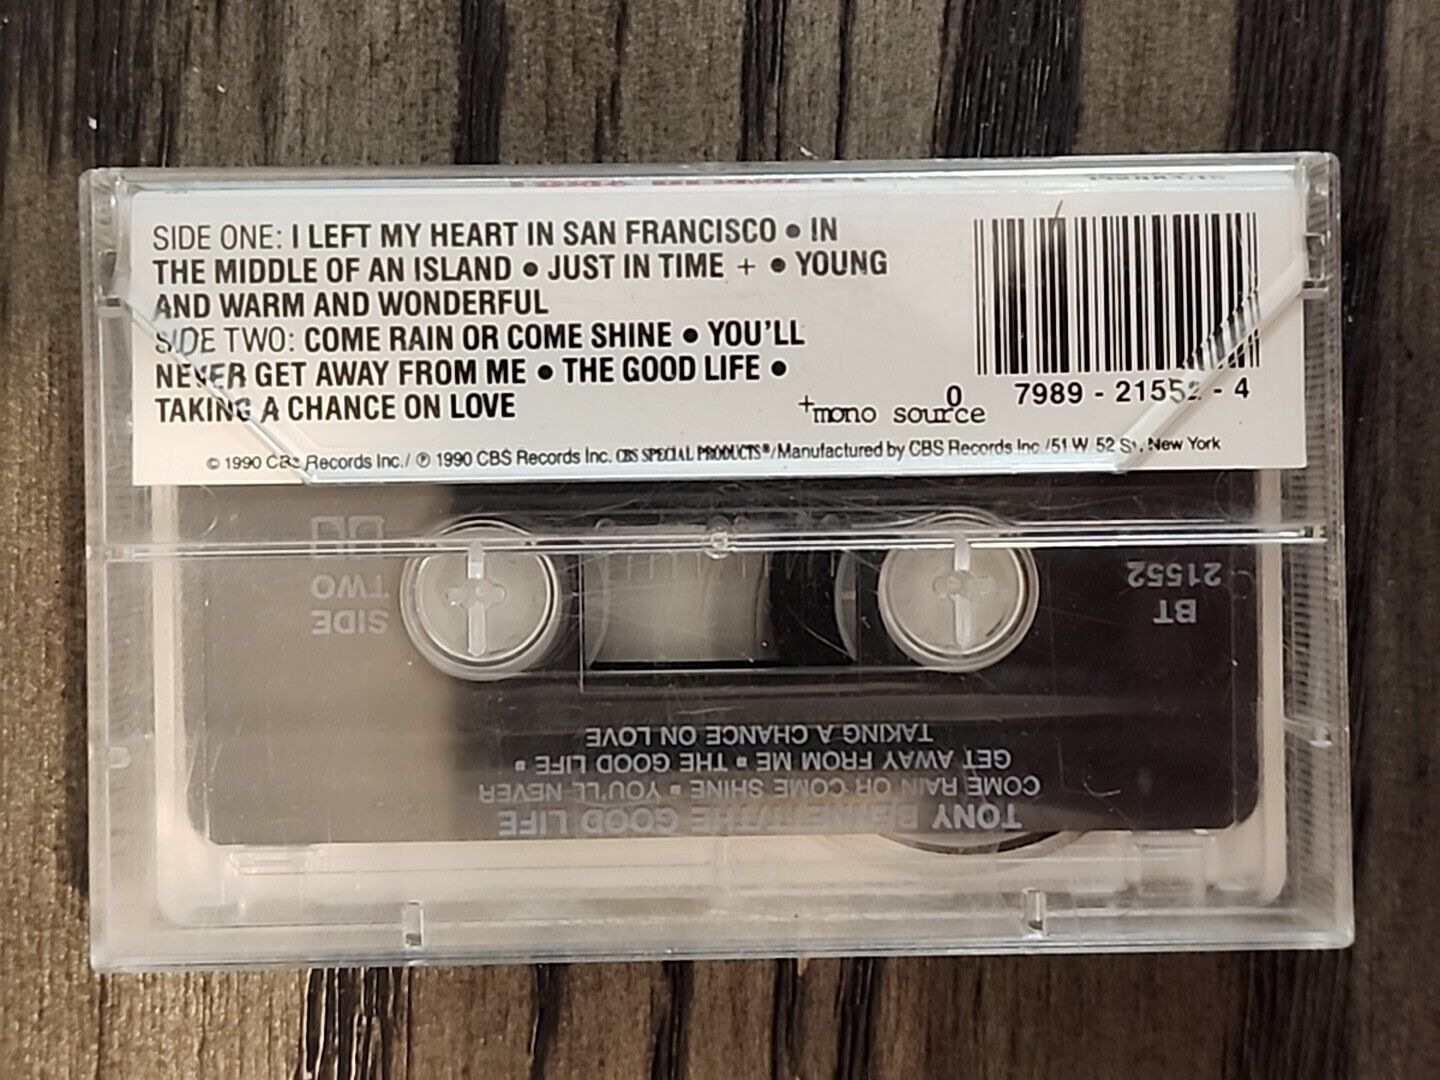 SIDE ONE: I LEFT MY HEART IN SAN FRANCISCO • IN
THE MIDDLE OF AN ISLAND • JUST IN TIME + • YOUNG
AND WARM AND WONDERFUL
SIDE TWO: COME RAIN OR COME SHINE • YOU'LL
NEVER GET AWAY FROM ME • THE GOOD LIFE •
TAKING A CHANCE ON LOVE
+mono source
0 7989 - 21552 - 4
© 1990 CBS Records Inc./ ℗ 1990 CBS Records Inc. CBS SPECIAL PRODUCTS®/Manufactured by CBS Records Inc./51 W. 52 St., New York
TONY BENNETT/THE GOOD LIFE
COME RAIN OR COME SHINE ▪ YOU'LL NEVER
GET AWAY FROM ME ▪ THE GOOD LIFE ▪
TAKING A CHANCE ON LOVE
BT
21552
SIDE
TWO